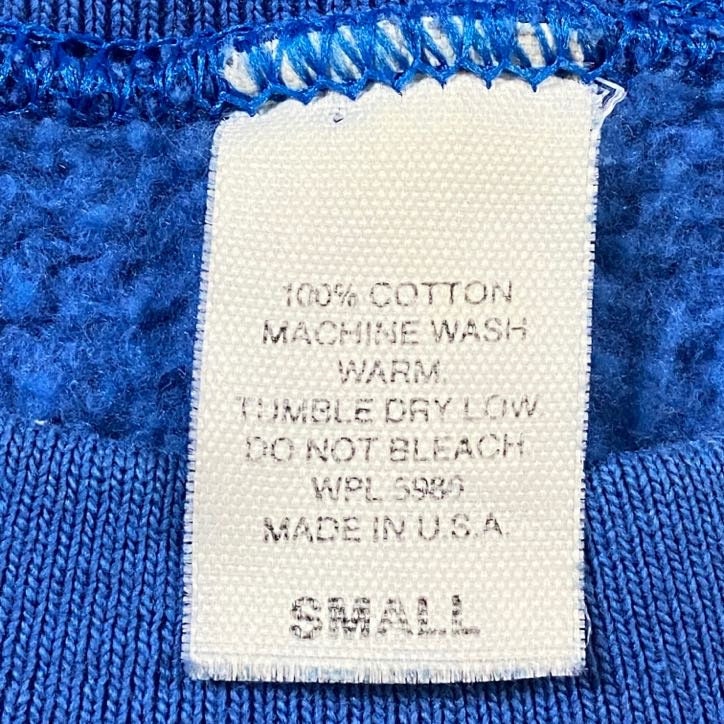 100% COTTON
MACHINE WASH
WARM.
TUMBLE DRY LOW
DO NOT BLEACH
WPL 5980
MADE IN U.S.A.
SMALL